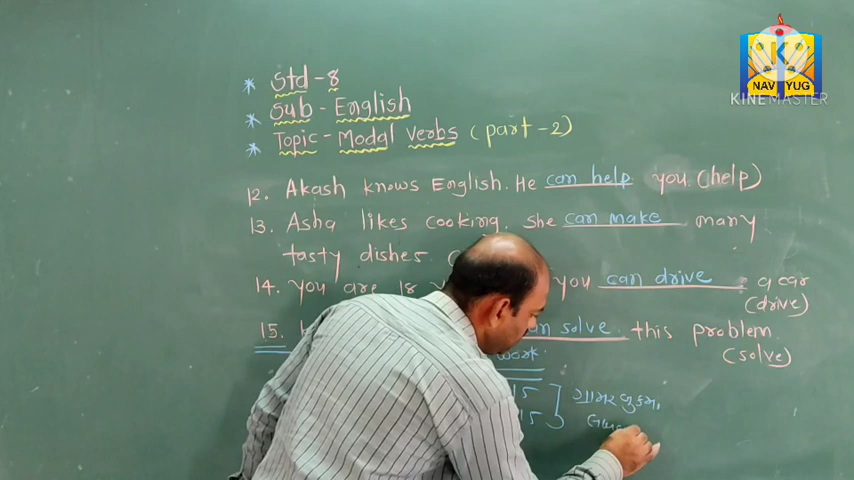 NAV YUG
KINEMASTER
* Std - 8
* Sub - English
* Topic - Modal verbs (part-2)
12. Akash knows English. He can help you. (help)
13. Asha likes cooking. she can make many
tasty dishes.
14. You are 18 you can drive a car
(drive)
15. solve. this problem.
(solve)
work.
15
15